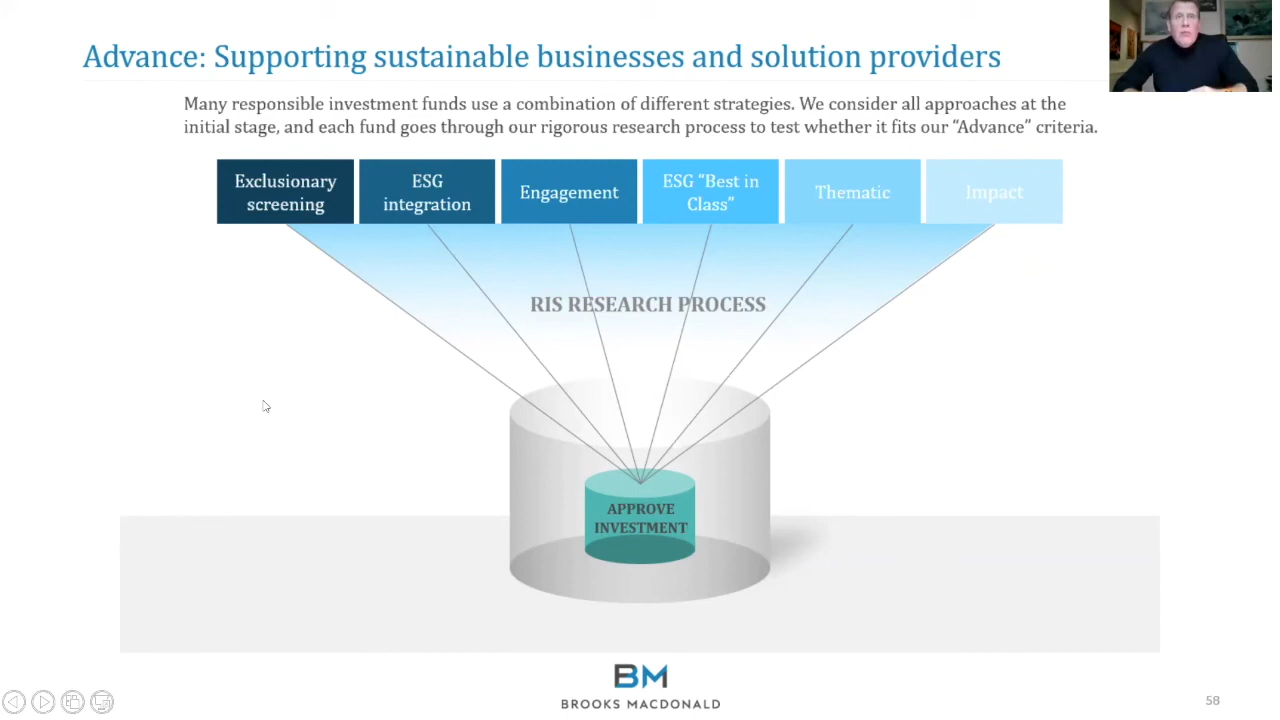 Advance: Supporting sustainable businesses and solution providers
Many responsible investment funds use a combination of different strategies. We consider all approaches at the
initial stage, and each fund goes through our rigorous research process to test whether it fits our “Advance” criteria.
Exclusionary
screening
ESG
integration
Engagement
ESG “Best in
Class”
Thematic
Impact
RIS RESEARCH PROCESS
APPROVE
INVESTMENT
BM
BROOKS MACDONALD
58